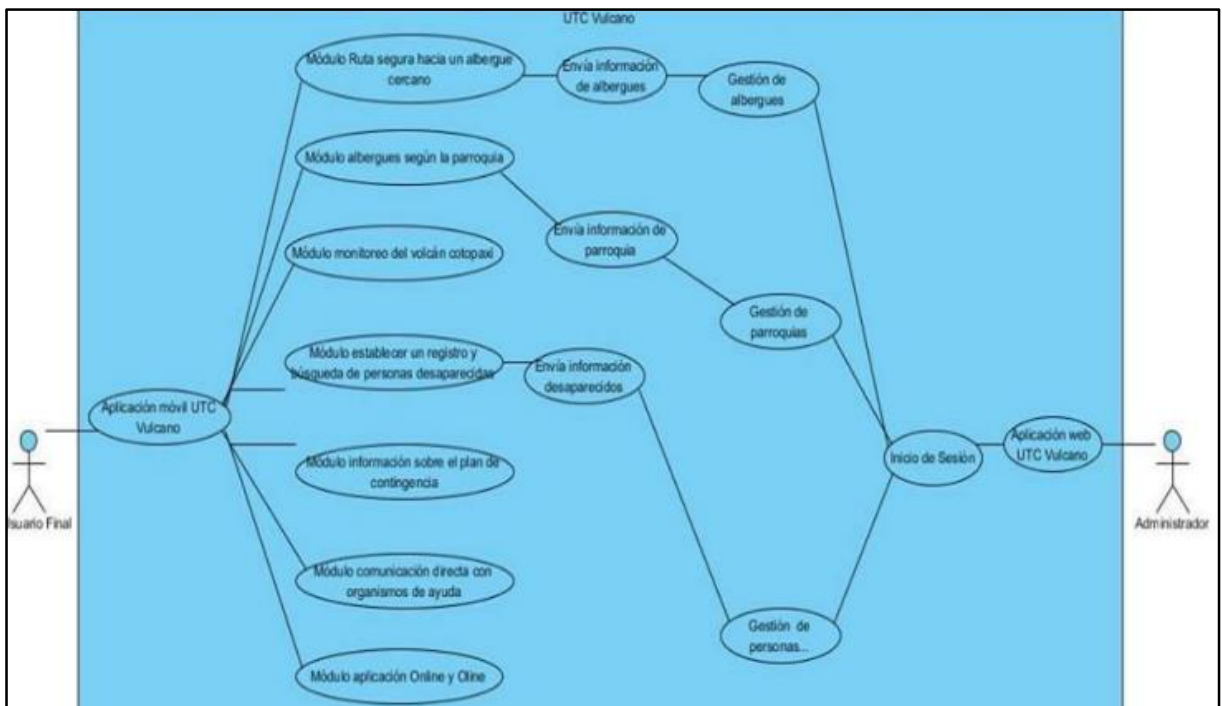 UTC Vulcano
Módulo Ruta segura hacia un albergue
cercano
Envía información
de albergues
Gestión de
albergues
Módulo albergues según la parroquia
Envía información de
parroquia
Módulo monitoreo del volcán cotopaxi
Gestión de
parroquias
Módulo establecer un registro y
búsqueda de personas desaparecidas
Envía información
desaparecidos
Aplicación móvil UTC
Vulcano
Usuario Final
Módulo información sobre el plan de
contingencia
Inicio de Sesión
Aplicación web
UTC Vulcano
Administrador
Módulo comunicación directa con
organismos de ayuda
Gestión de
personas...
Módulo aplicación Online y Oline